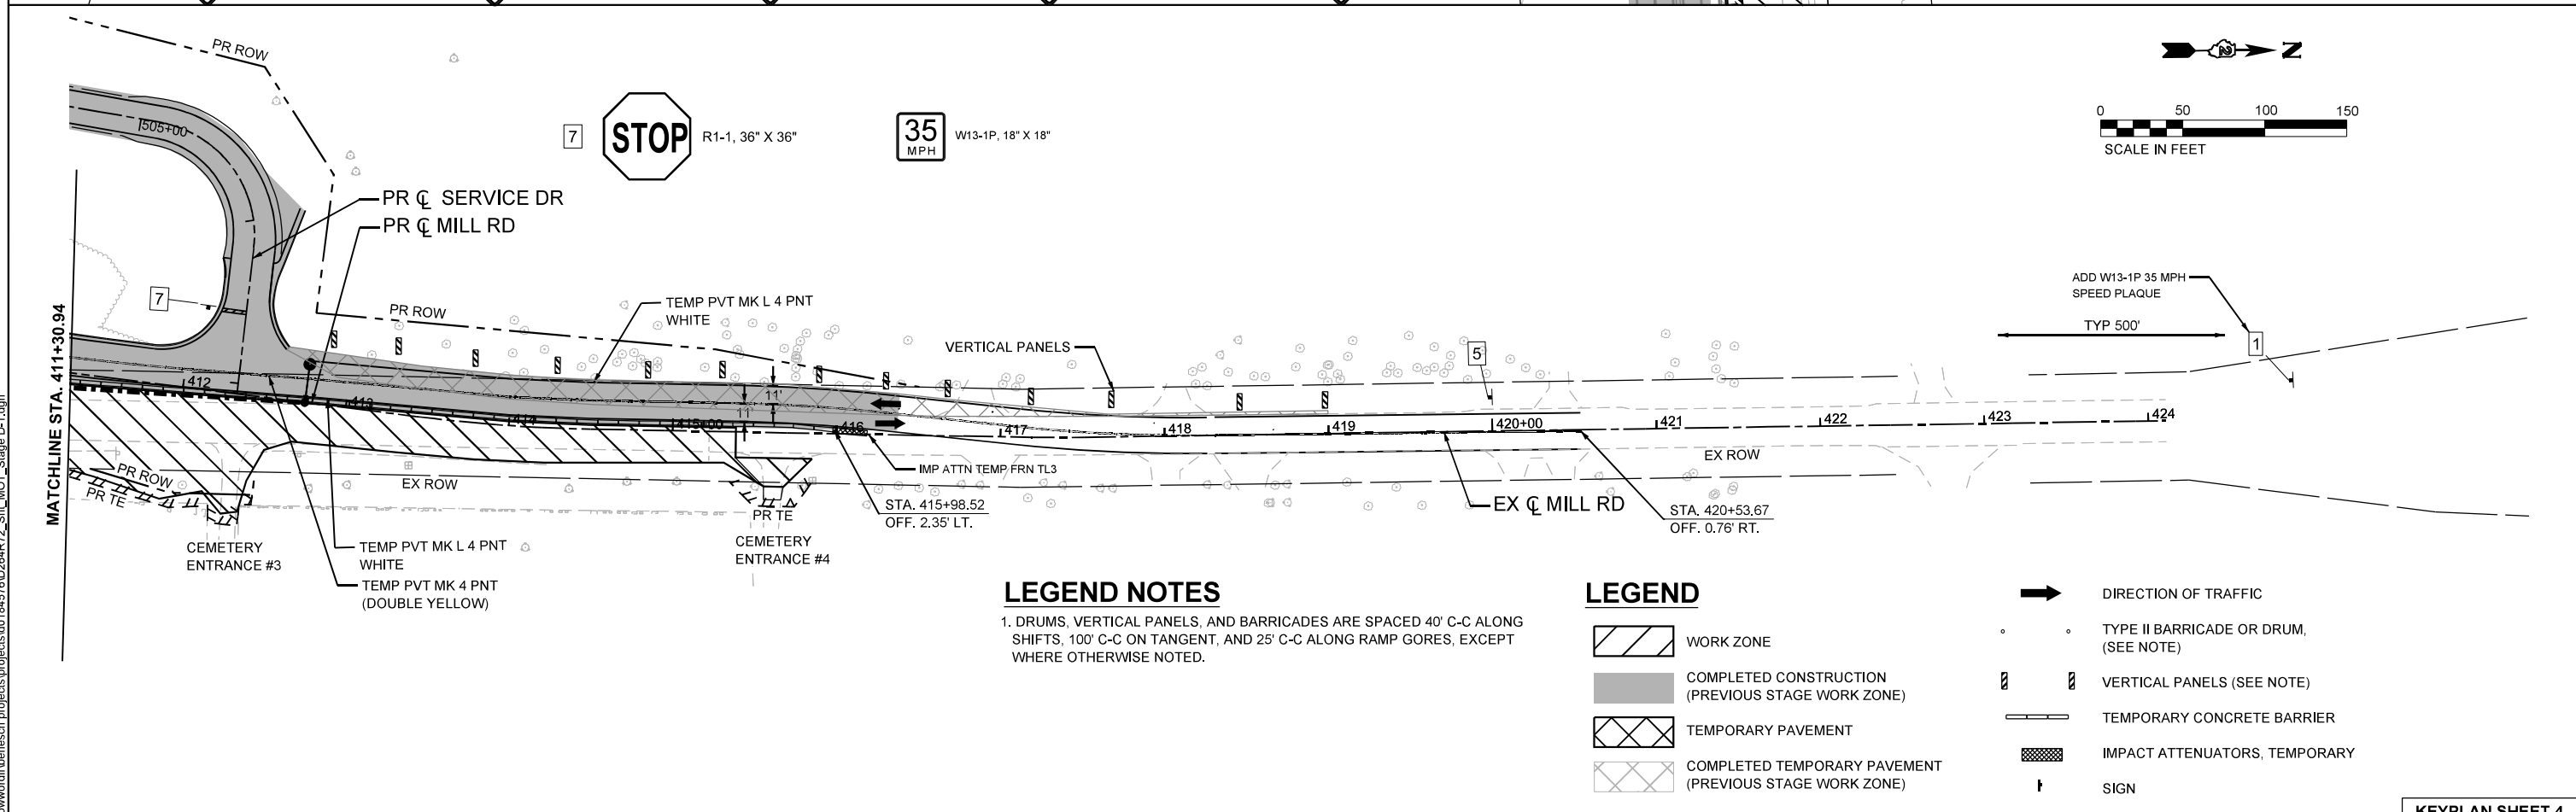 PR ROW
505+00
7
STOP
R1-1, 36" X 36"
35
MPH
W13-1P, 18" X 18"
N
0 50 100 150
SCALE IN FEET
PR ℄ SERVICE DR
PR ℄ MILL RD
MATCHLINE STA. 411+30.94
7
PR ROW
TEMP PVT MK L 4 PNT
WHITE
VERTICAL PANELS
5
ADD W13-1P 35 MPH
SPEED PLAQUE
TYP 500'
1
11'
11'
412
413
414
415+00
416
417
418
419
420+00
421
422
423
424
IMP ATTN TEMP FRN TL3
EX ROW
PR ROW
PR TE
EX ROW
PR TE
STA. 415+98.52
OFF. 2.35' LT.
EX ℄ MILL RD
STA. 420+53.67
OFF. 0.76' RT.
CEMETERY
ENTRANCE #3
TEMP PVT MK L 4 PNT
WHITE
TEMP PVT MK 4 PNT
(DOUBLE YELLOW)
CEMETERY
ENTRANCE #4
LEGEND NOTES
1. DRUMS, VERTICAL PANELS, AND BARRICADES ARE SPACED 40' C-C ALONG
SHIFTS, 100' C-C ON TANGENT, AND 25' C-C ALONG RAMP GORES, EXCEPT
WHERE OTHERWISE NOTED.
LEGEND
WORK ZONE
COMPLETED CONSTRUCTION
(PREVIOUS STAGE WORK ZONE)
TEMPORARY PAVEMENT
COMPLETED TEMPORARY PAVEMENT
(PREVIOUS STAGE WORK ZONE)
DIRECTION OF TRAFFIC
TYPE II BARRICADE OR DRUM,
(SEE NOTE)
VERTICAL PANELS (SEE NOTE)
TEMPORARY CONCRETE BARRIER
IMPACT ATTENUATORS, TEMPORARY
SIGN
KEYPLAN SHEET 4